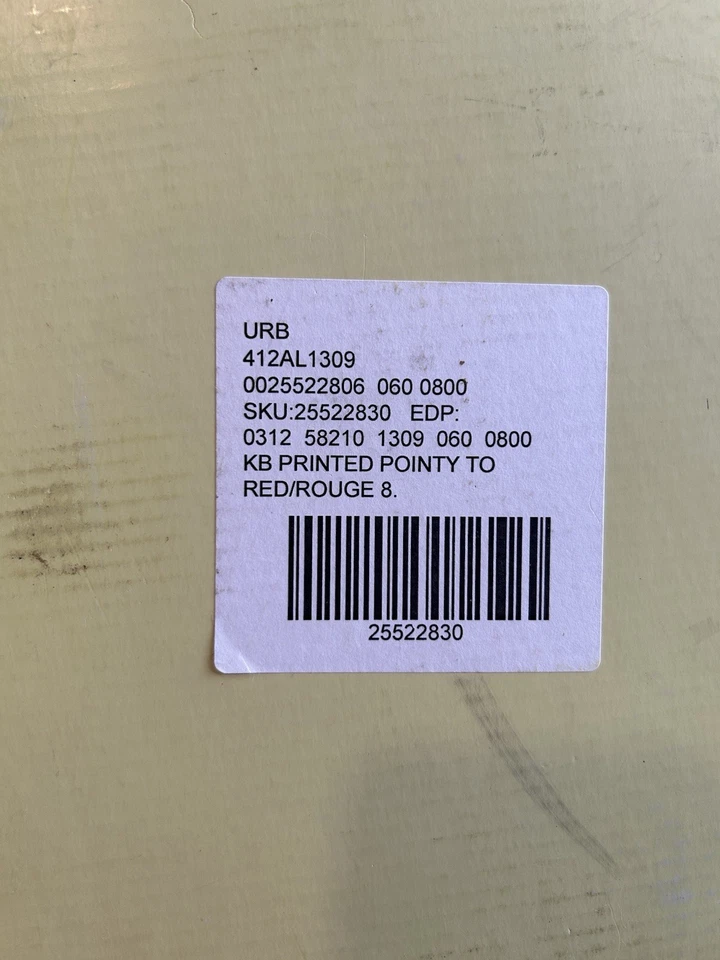 URB
412AL1309
0025522806 060 0800
SKU:25522830 EDP:
0312 58210 1309 060 0800
KB PRINTED POINTY TO
RED/ROUGE 8.
25522830